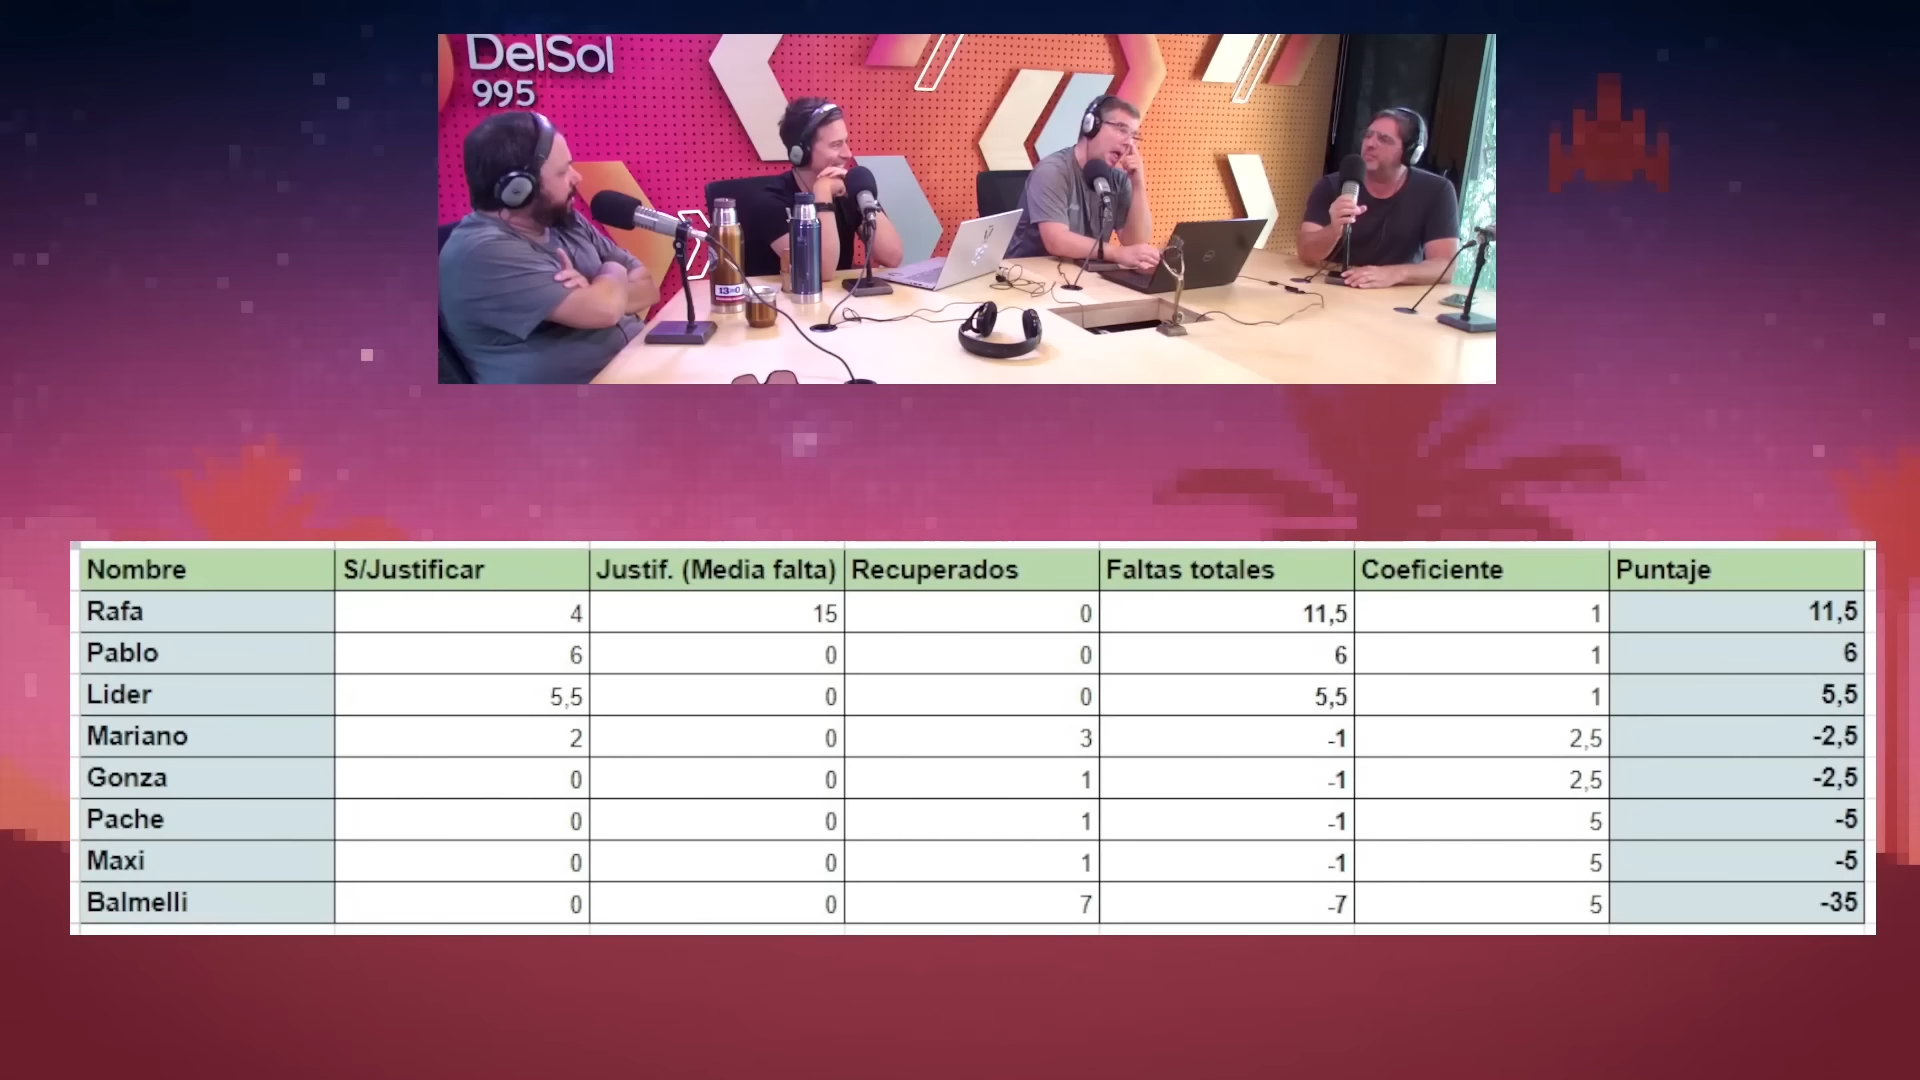 DelSol
995
13=0
Nombre S/Justificar Justif. (Media falta) Recuperados Faltas totales Coeficiente Puntaje
Rafa 4 15 0 11,5 1 11,5
Pablo 6 0 0 6 1 6
Lider 5,5 0 0 5,5 1 5,5
Mariano 2 0 3 -1 2,5 -2,5
Gonza 0 0 1 -1 2,5 -2,5
Pache 0 0 1 -1 5 -5
Maxi 0 0 1 -1 5 -5
Balmelli 0 0 7 -7 5 -35